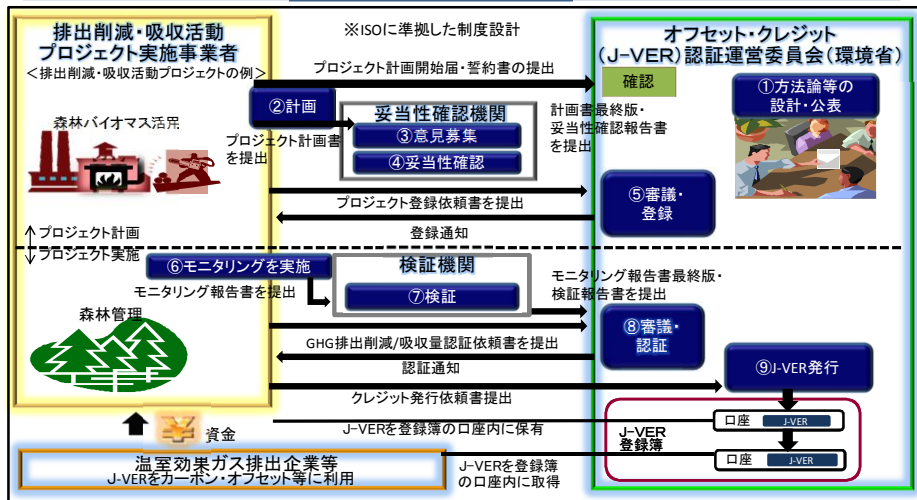 排出削減・吸収活動
プロジェクト実施事業者
<排出削減・吸収活動プロジェクトの例>
森林バイオマス活用
※ISOに準拠した制度設計
プロジェクト計画開始届・誓約書の提出
オフセット・クレジット
(J-VER)認証運営委員会(環境省)
確認
①方法論等の
設計・公表
②計画
プロジェクト計画書
を提出
妥当性確認機関
③意見募集
④妥当性確認
計画書最終版・
妥当性確認報告書
を提出
プロジェクト登録依頼書を提出
⑤審議・
登録
登録通知
↑プロジェクト計画
↓プロジェクト実施
⑥モニタリングを実施
モニタリング報告書を提出
検証機関
⑦検証
モニタリング報告書最終版・
検証報告書を提出
森林管理
GHG排出削減/吸収量認証依頼書を提出
⑧審議・
認証
認証通知
クレジット発行依頼書提出
⑨J-VER発行
J-VERを登録簿の口座内に保有
J-VER
登録簿
口座 J-VER
口座 J-VER
資金
温室効果ガス排出企業等
J-VERをカーボン・オフセット等に利用
J-VERを登録簿
の口座内に取得